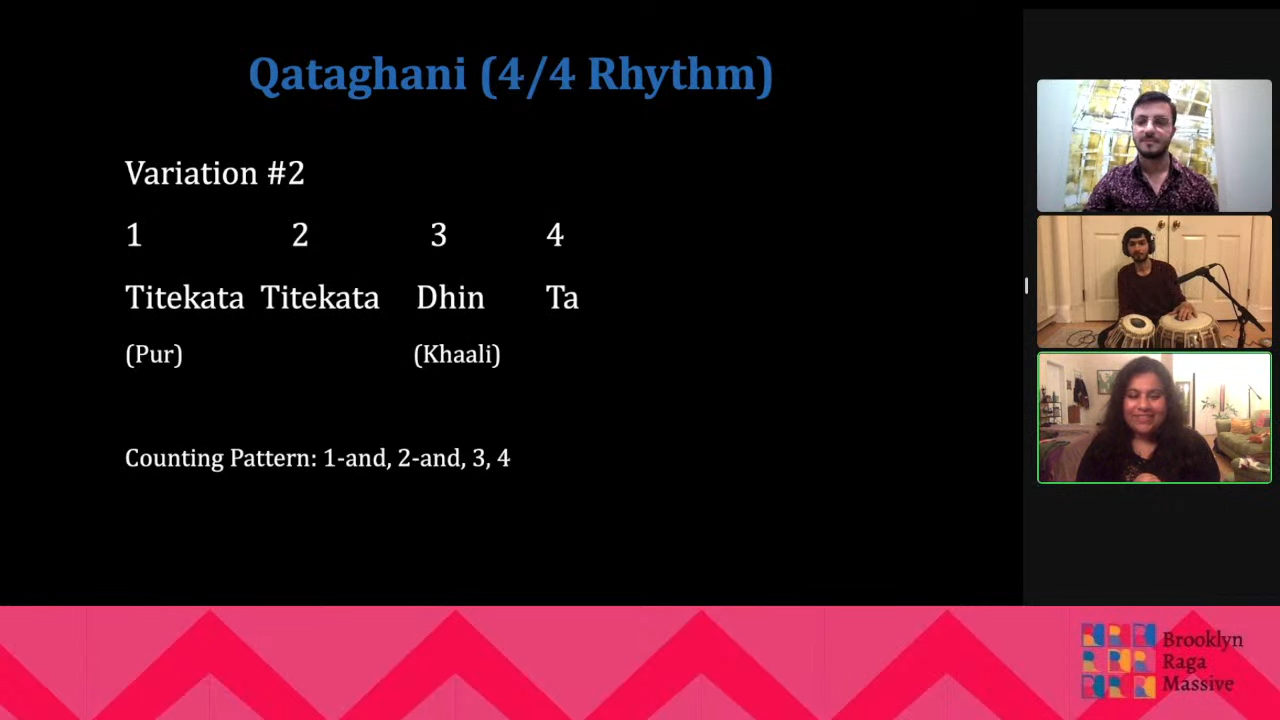 Qataghani (4/4 Rhythm)
Variation #2
1 2 3 4
Titekata Titekata Dhin Ta
(Pur) (Khaali)
Counting Pattern: 1-and, 2-and, 3, 4
Brooklyn
Raga
Massive